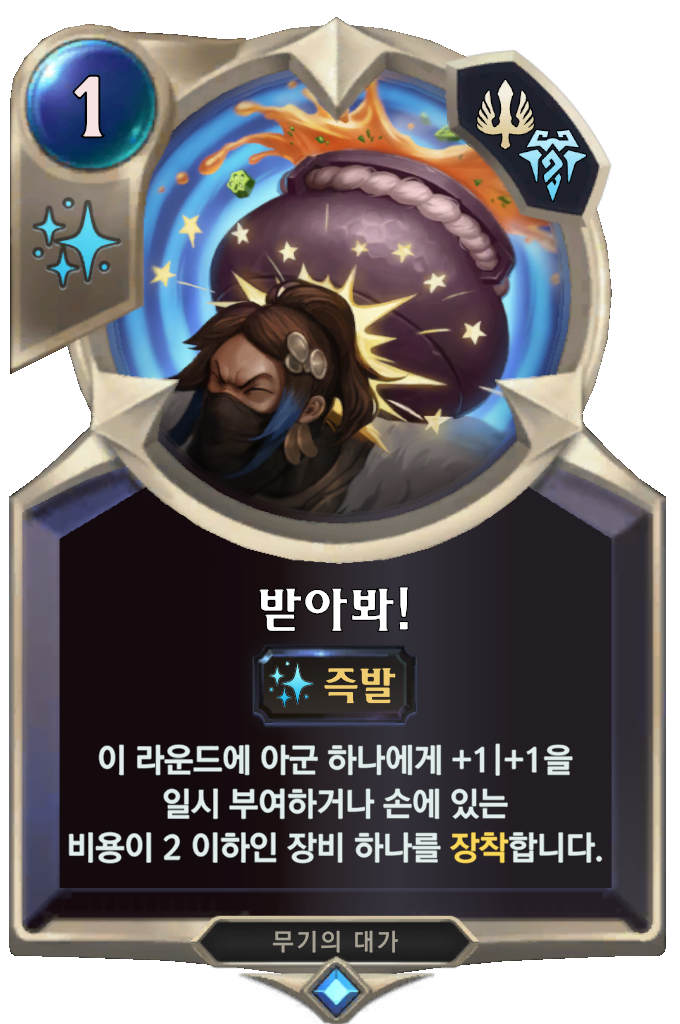 1
받아봐!
즉발
이 라운드에 아군 하나에게 +1|+1을
일시 부여하거나 손에 있는
비용이 2 이하인 장비 하나를 장착합니다.
무기의 대가